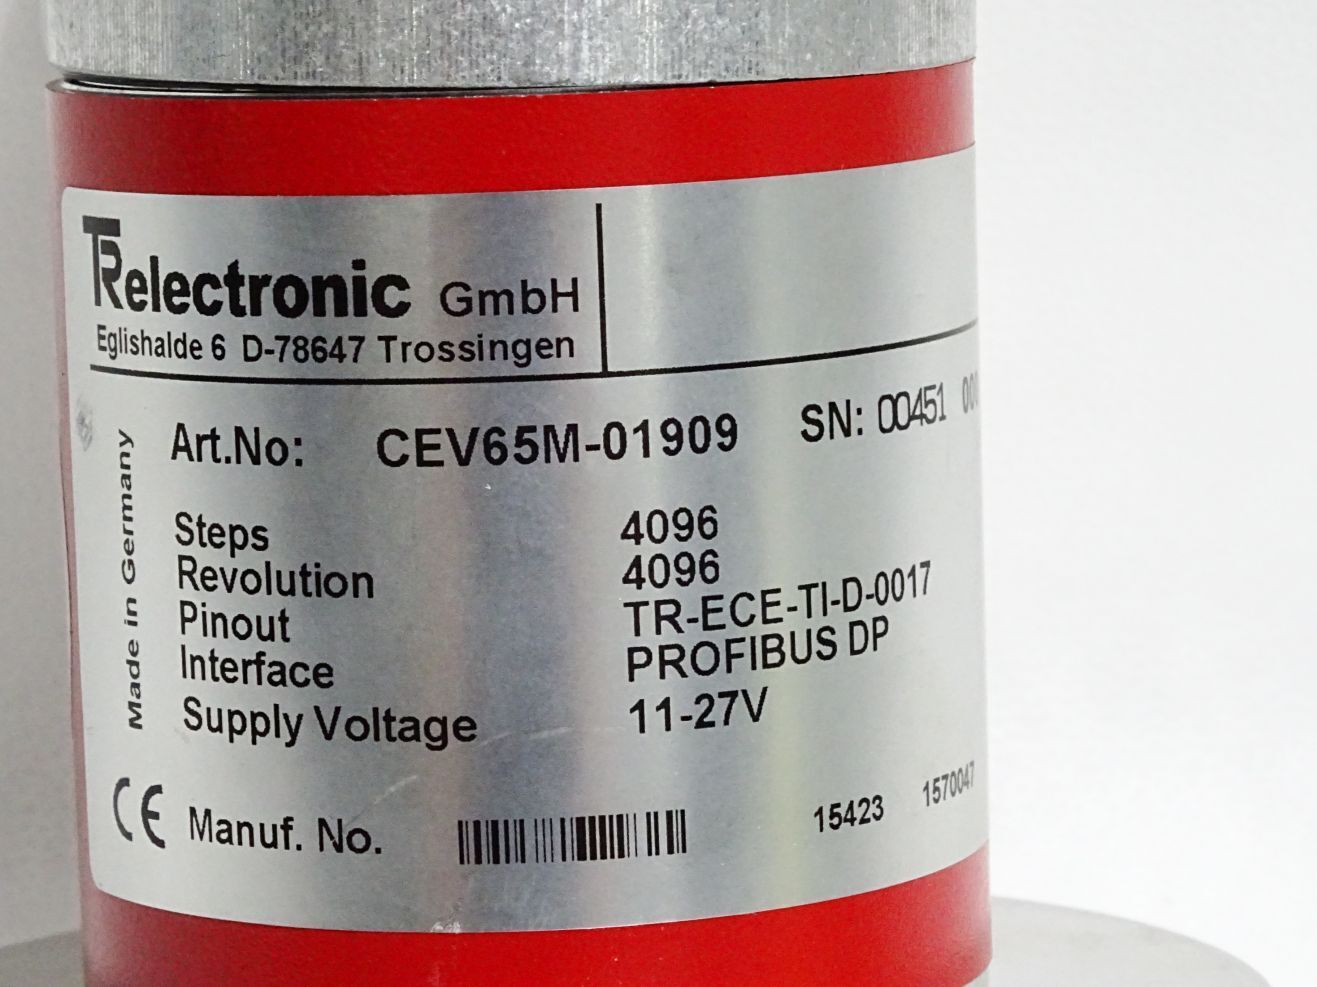 TRelectronic GmbH
Eglishalde 6 D-78647 Trossingen
Art.No: CEV65M-01909 SN: 00451
Steps 4096
Revolution 4096
Pinout TR-ECE-TI-D-0017
Interface PROFIBUS DP
Supply Voltage 11-27V
Made in Germany
CE Manuf. No. 15423 1570047